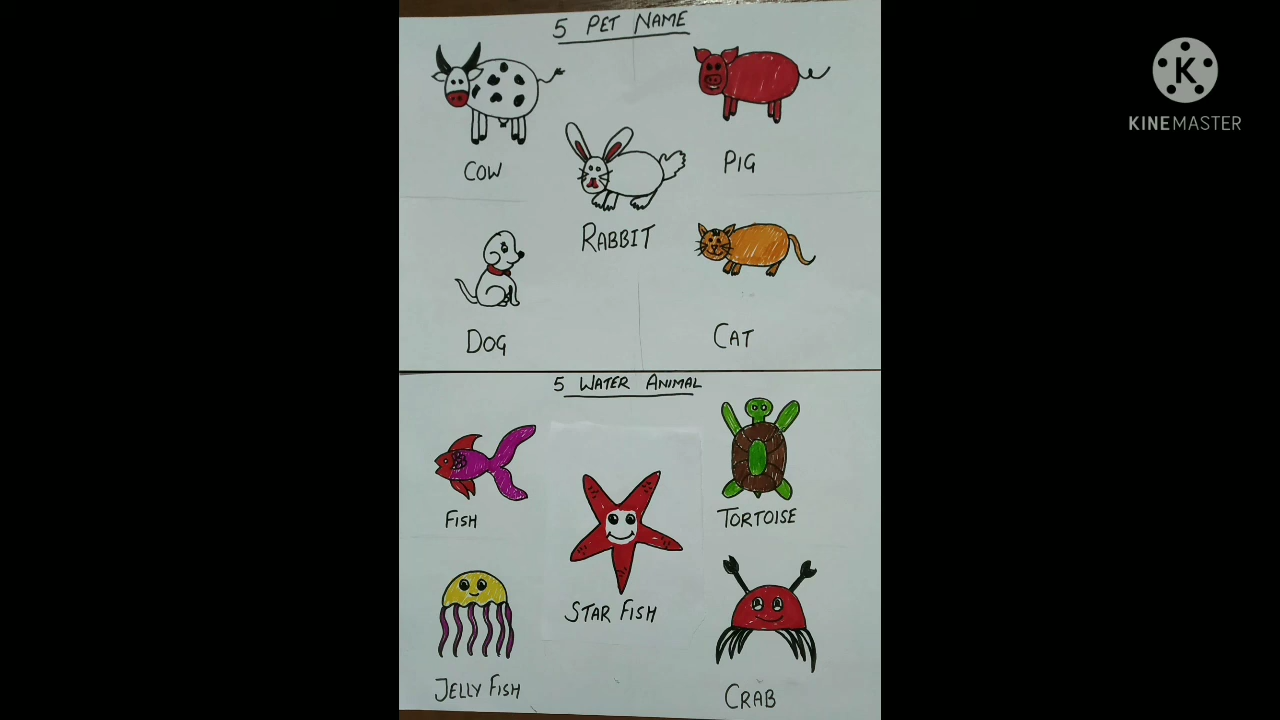 5 PET NAME
COW
PIG
RABBIT
DOG
CAT
5 WATER ANIMAL
FISH
TORTOISE
STAR FISH
JELLY FISH
CRAB
K
KINEMASTER